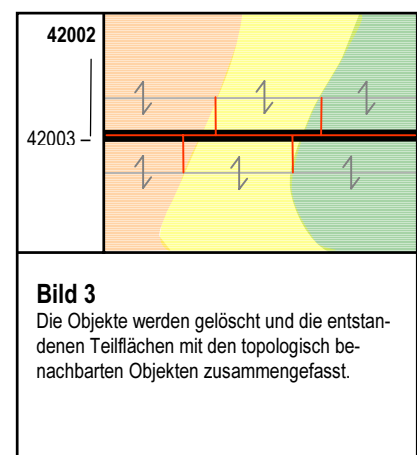 42002
42003
Bild 3
Die Objekte werden gelöscht und die entstan-
denen Teilflächen mit den topologisch be-
nachbarten Objekten zusammengefasst.